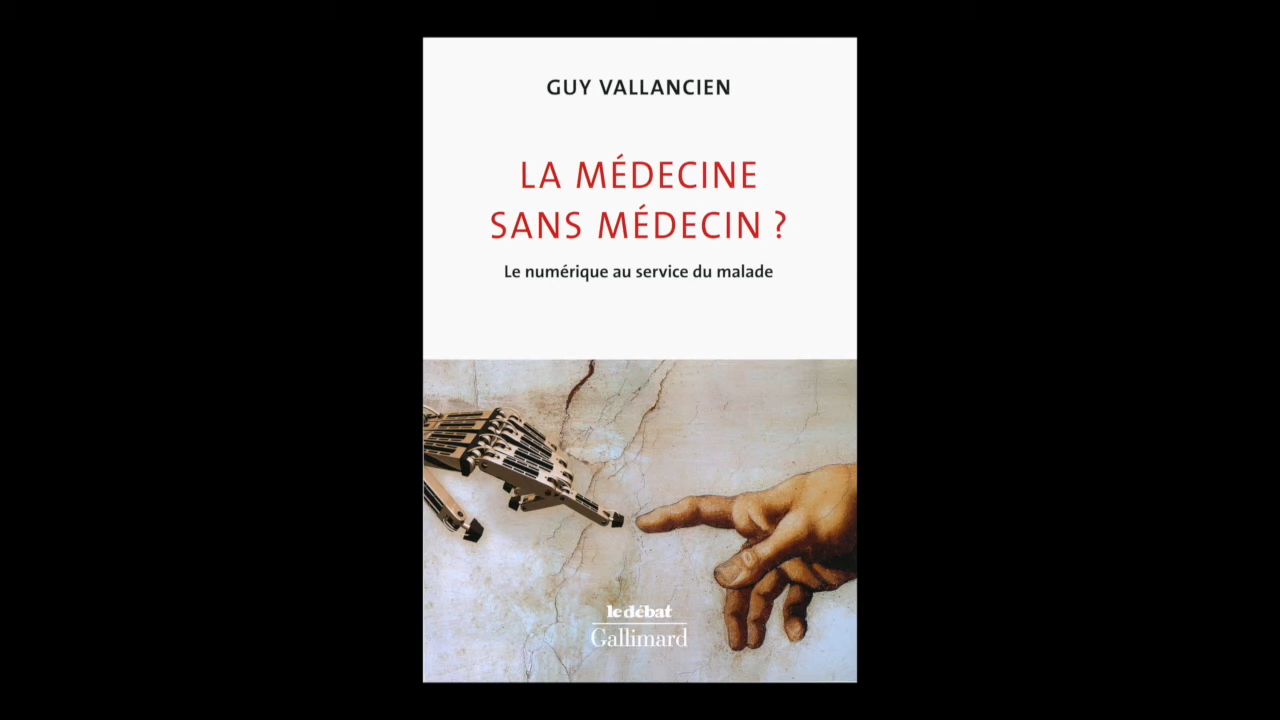 GUY VALLANCIEN
LA MÉDECINE
SANS MÉDECIN ?
Le numérique au service du malade
le débat
Gallimard